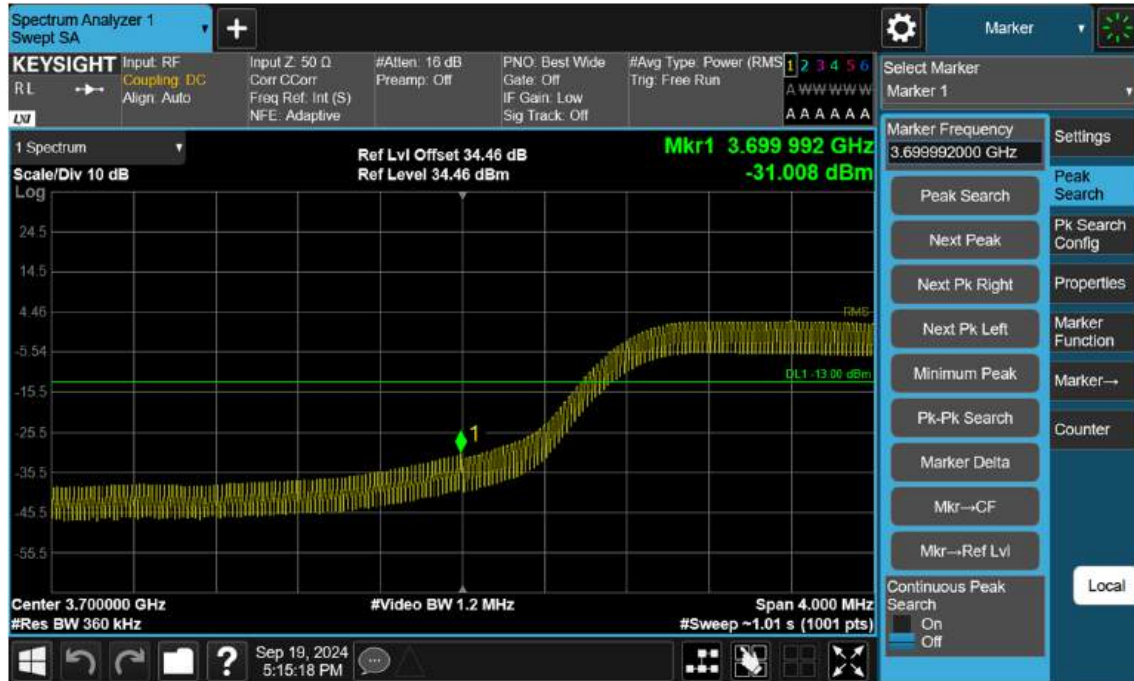 Spectrum Analyzer 1
Swept SA
+
Marker
KEYSIGHT
RL
LXI
Input: RF
Coupling: DC
Align: Auto
Input Z: 50 Ω
Corr CCorr
Freq Ref: Int (S)
NFE: Adaptive
#Atten: 16 dB
Preamp: Off
PNO: Best Wide
Gate: Off
IF Gain: Low
Sig Track: Off
#Avg Type: Power (RMS
Trig: Free Run
1 2 3 4 5 6
A W W W W W
A A A A A A
Select Marker
Marker 1
1 Spectrum
Scale/Div 10 dB
Log
Ref Lvl Offset 34.46 dB
Ref Level 34.46 dBm
Mkr1 3.699 992 GHz
-31.008 dBm
24.5
14.5
4.46
-5.54
-15.5
-25.5
-35.5
-45.5
-55.5
RMS
DL1 -13.00 dBm
1
Center 3.700000 GHz
#Res BW 360 kHz
#Video BW 1.2 MHz
Span 4.000 MHz
#Sweep ~1.01 s (1001 pts)
Marker Frequency
3.699992000 GHz
Peak Search
Next Peak
Next Pk Right
Next Pk Left
Minimum Peak
Pk-Pk Search
Marker Delta
Mkr→CF
Mkr→Ref Lvl
Continuous Peak
Search
On
Off
Settings
Peak
Search
Pk Search
Config
Properties
Marker
Function
Marker→
Counter
Local
?
Sep 19, 2024
5:15:18 PM